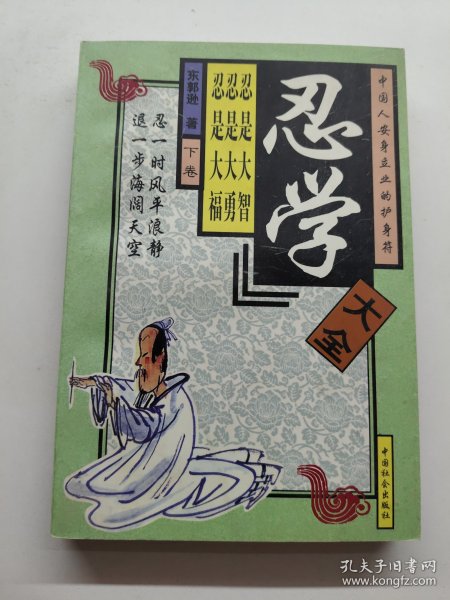 中国人安身立业的护身符
忍学
大全
忍是大智
忍是大勇
忍是大福
东郭逊 著
下卷
忍一时风平浪静
退一步海阔天空
中国社会出版社
孔夫子旧书网
www.kongfz.com